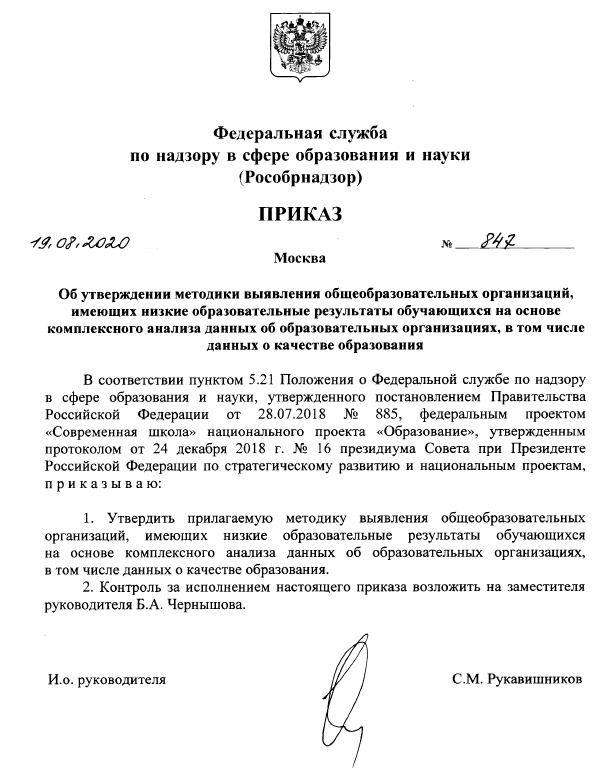 Федеральная служба
по надзору в сфере образования и науки
(Рособрнадзор)
ПРИКАЗ
19.08.2020 № 847
Москва
Об утверждении методики выявления общеобразовательных организаций,
имеющих низкие образовательные результаты обучающихся на основе
комплексного анализа данных об образовательных организациях, в том числе
данных о качестве образования
В соответствии пунктом 5.21 Положения о Федеральной службе по надзору
в сфере образования и науки, утвержденного постановлением Правительства
Российской Федерации от 28.07.2018 № 885, федеральным проектом
«Современная школа» национального проекта «Образование», утвержденным
протоколом от 24 декабря 2018 г. № 16 президиума Совета при Президенте
Российской Федерации по стратегическому развитию и национальным проектам,
п р и к а з ы в а ю:
1. Утвердить прилагаемую методику выявления общеобразовательных
организаций, имеющих низкие образовательные результаты обучающихся
на основе комплексного анализа данных об образовательных организациях,
в том числе данных о качестве образования.
2. Контроль за исполнением настоящего приказа возложить на заместителя
руководителя Б.А. Чернышова.
И.о. руководителя С.М. Рукавишников